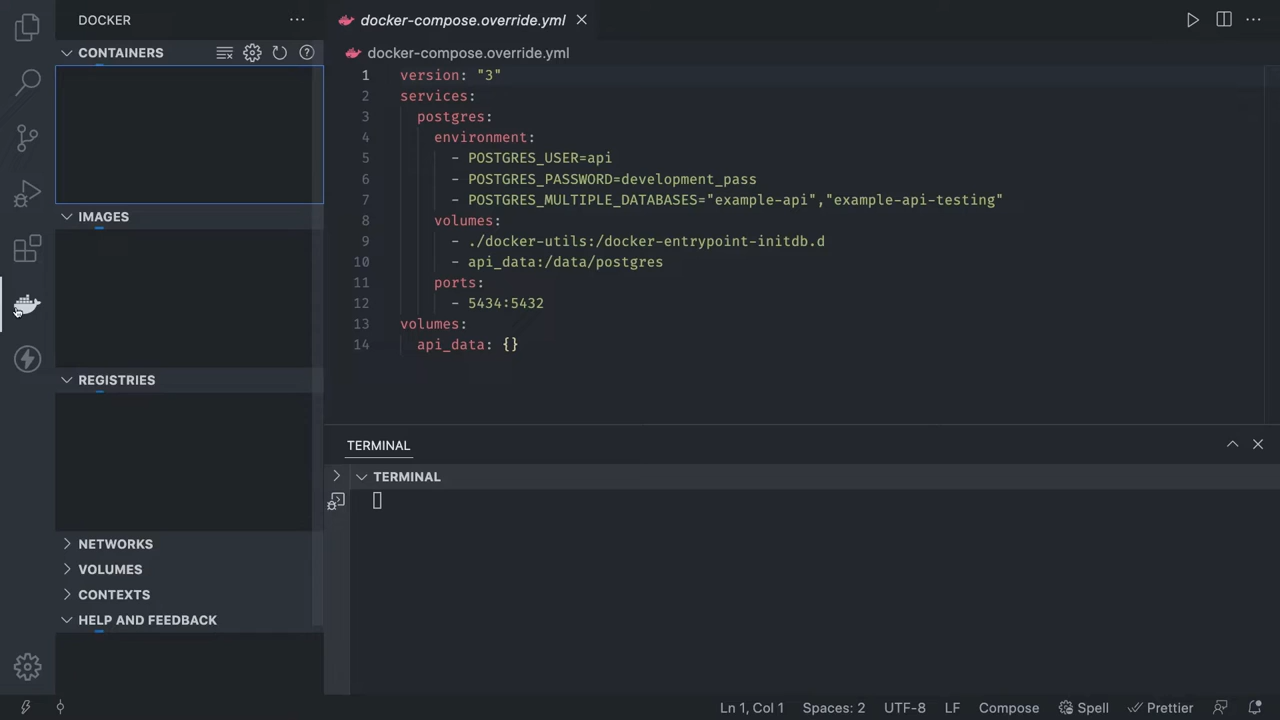 DOCKER
CONTAINERS
IMAGES
REGISTRIES
NETWORKS
VOLUMES
CONTEXTS
HELP AND FEEDBACK
docker-compose.override.yml
docker-compose.override.yml
1 version: "3"
2 services:
3 postgres:
4 environment:
5 - POSTGRES_USER=api
6 - POSTGRES_PASSWORD=development_pass
7 - POSTGRES_MULTIPLE_DATABASES="example-api","example-api-testing"
8 volumes:
9 - ./docker-utils:/docker-entrypoint-initdb.d
10 - api_data:/data/postgres
11 ports:
12 - 5434:5432
13 volumes:
14 api_data: {}
TERMINAL
TERMINAL
Ln 1, Col 1 Spaces: 2 UTF-8 LF Compose Spell Prettier